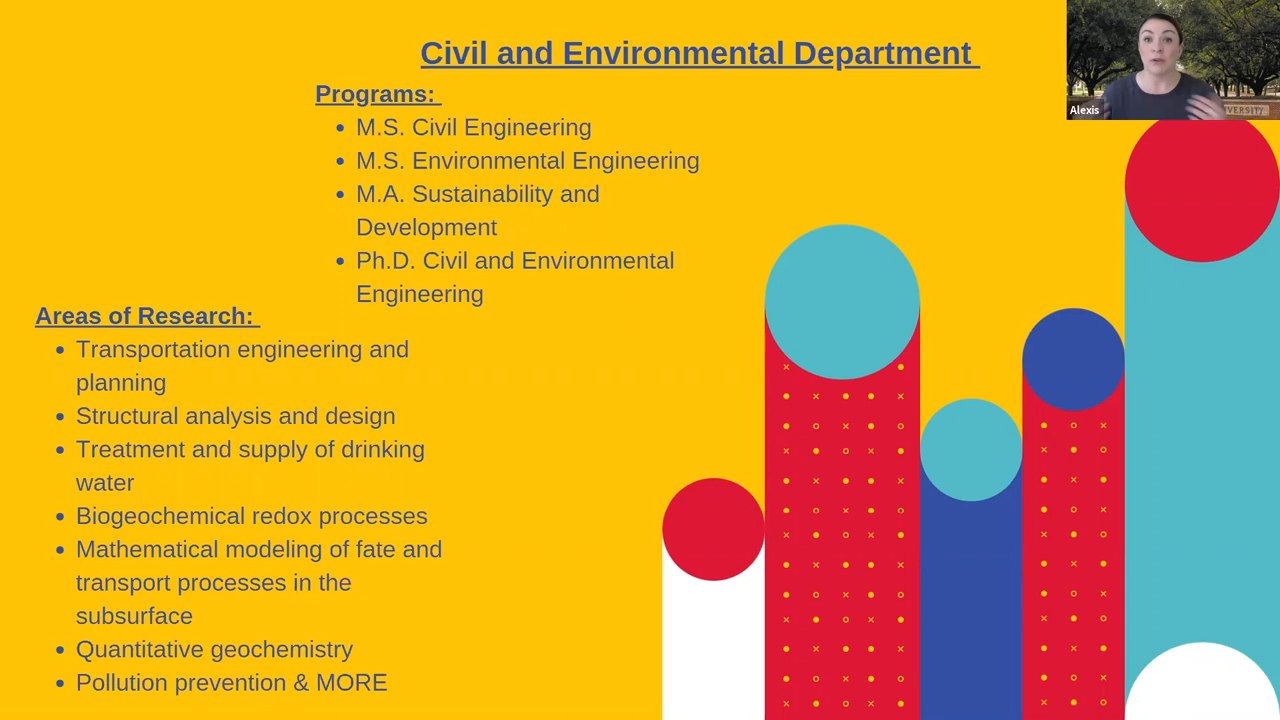 Civil and Environmental Department
Alexis
VERSITY
Programs:
• M.S. Civil Engineering
• M.S. Environmental Engineering
• M.A. Sustainability and
Development
• Ph.D. Civil and Environmental
Engineering
Areas of Research:
• Transportation engineering and
planning
• Structural analysis and design
• Treatment and supply of drinking
water
• Biogeochemical redox processes
• Mathematical modeling of fate and
transport processes in the
subsurface
• Quantitative geochemistry
• Pollution prevention & MORE